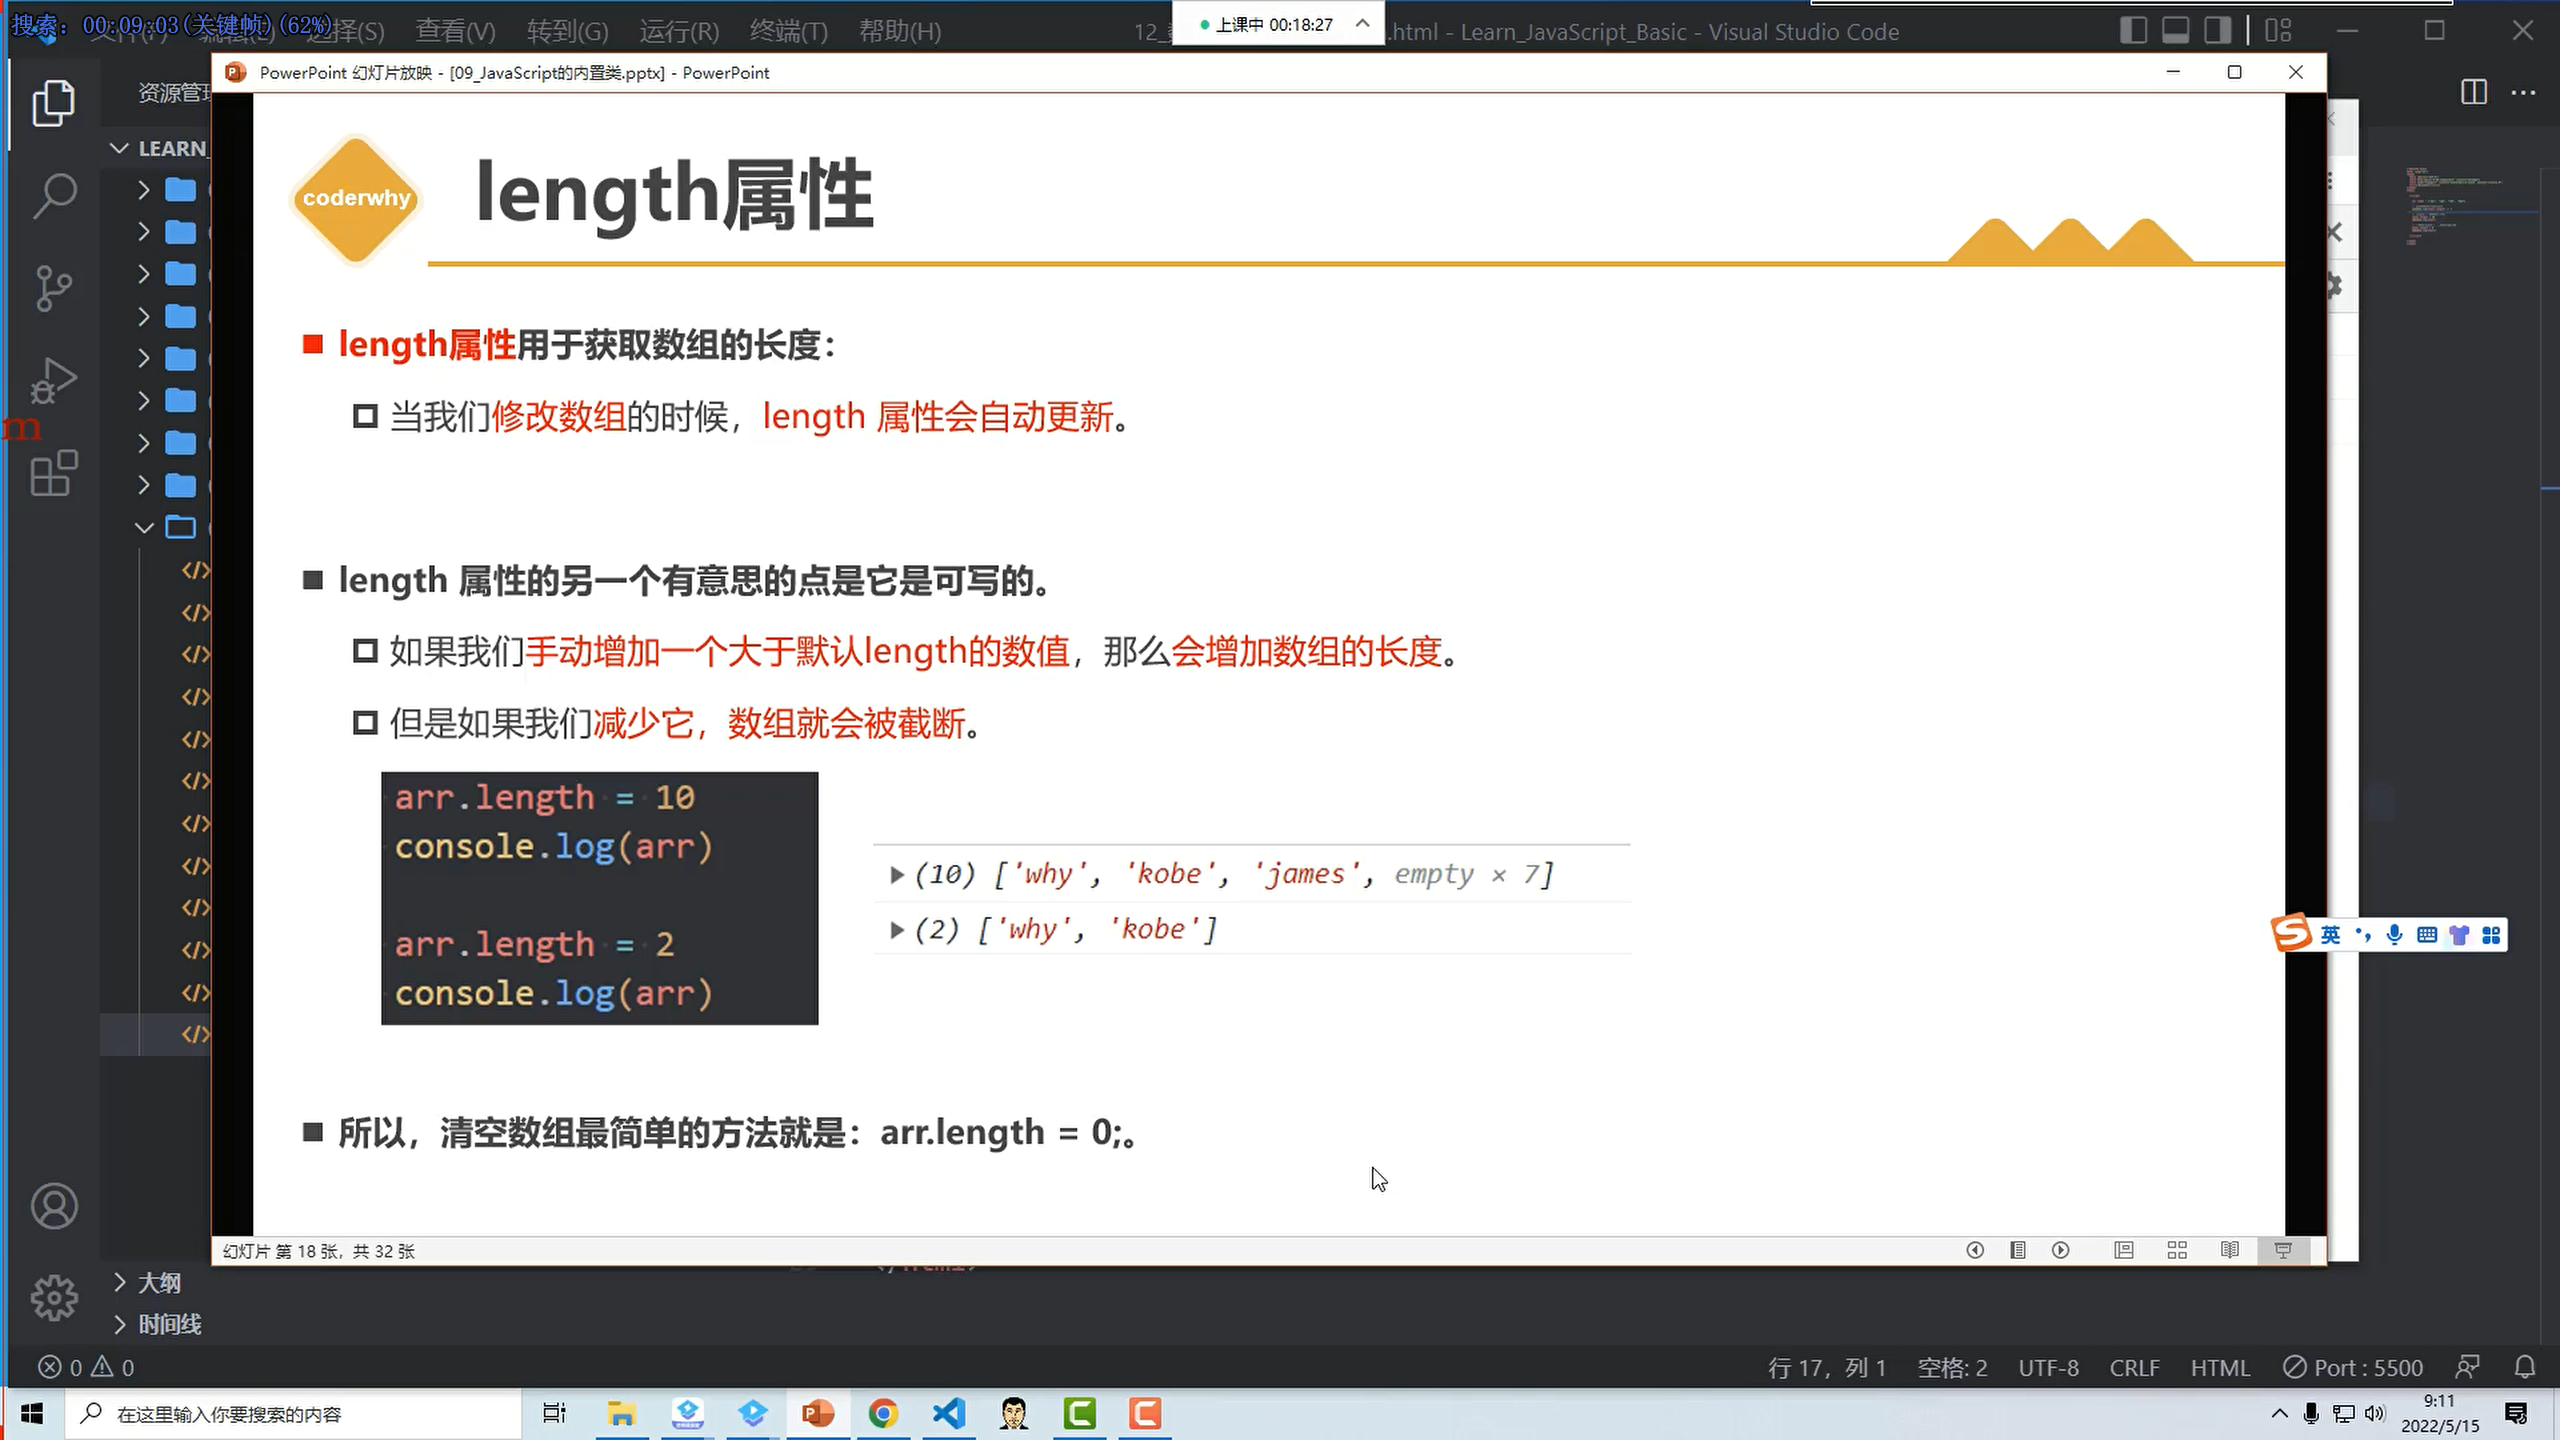 搜索: 00:09:03(关键帧)(62%)
选择(S) 查看(V) 转到(G) 运行(R) 终端(T) 帮助(H)
上课中 00:18:27
.html - Learn_JavaScript_Basic - Visual Studio Code
PowerPoint 幻灯片放映 - [09_JavaScript的内置类.pptx] - PowerPoint
资源管
LEARN_
coderwhy
length属性
length属性用于获取数组的长度：
当我们修改数组的时候，length 属性会自动更新。
m
length 属性的另一个有意思的点是它是可写的。
如果我们手动增加一个大于默认length的数值，那么会增加数组的长度。
但是如果我们减少它，数组就会被截断。
arr.length = 10
console.log(arr)
arr.length = 2
console.log(arr)
(10) ['why', 'kobe', 'james', empty × 7]
(2) ['why', 'kobe']
英
所以，清空数组最简单的方法就是：arr.length = 0;。
幻灯片 第 18 张，共 32 张
大纲
时间线
0 0
行 17，列 1 空格: 2 UTF-8 CRLF HTML Port : 5500
在这里输入你要搜索的内容
9:11
2022/5/15